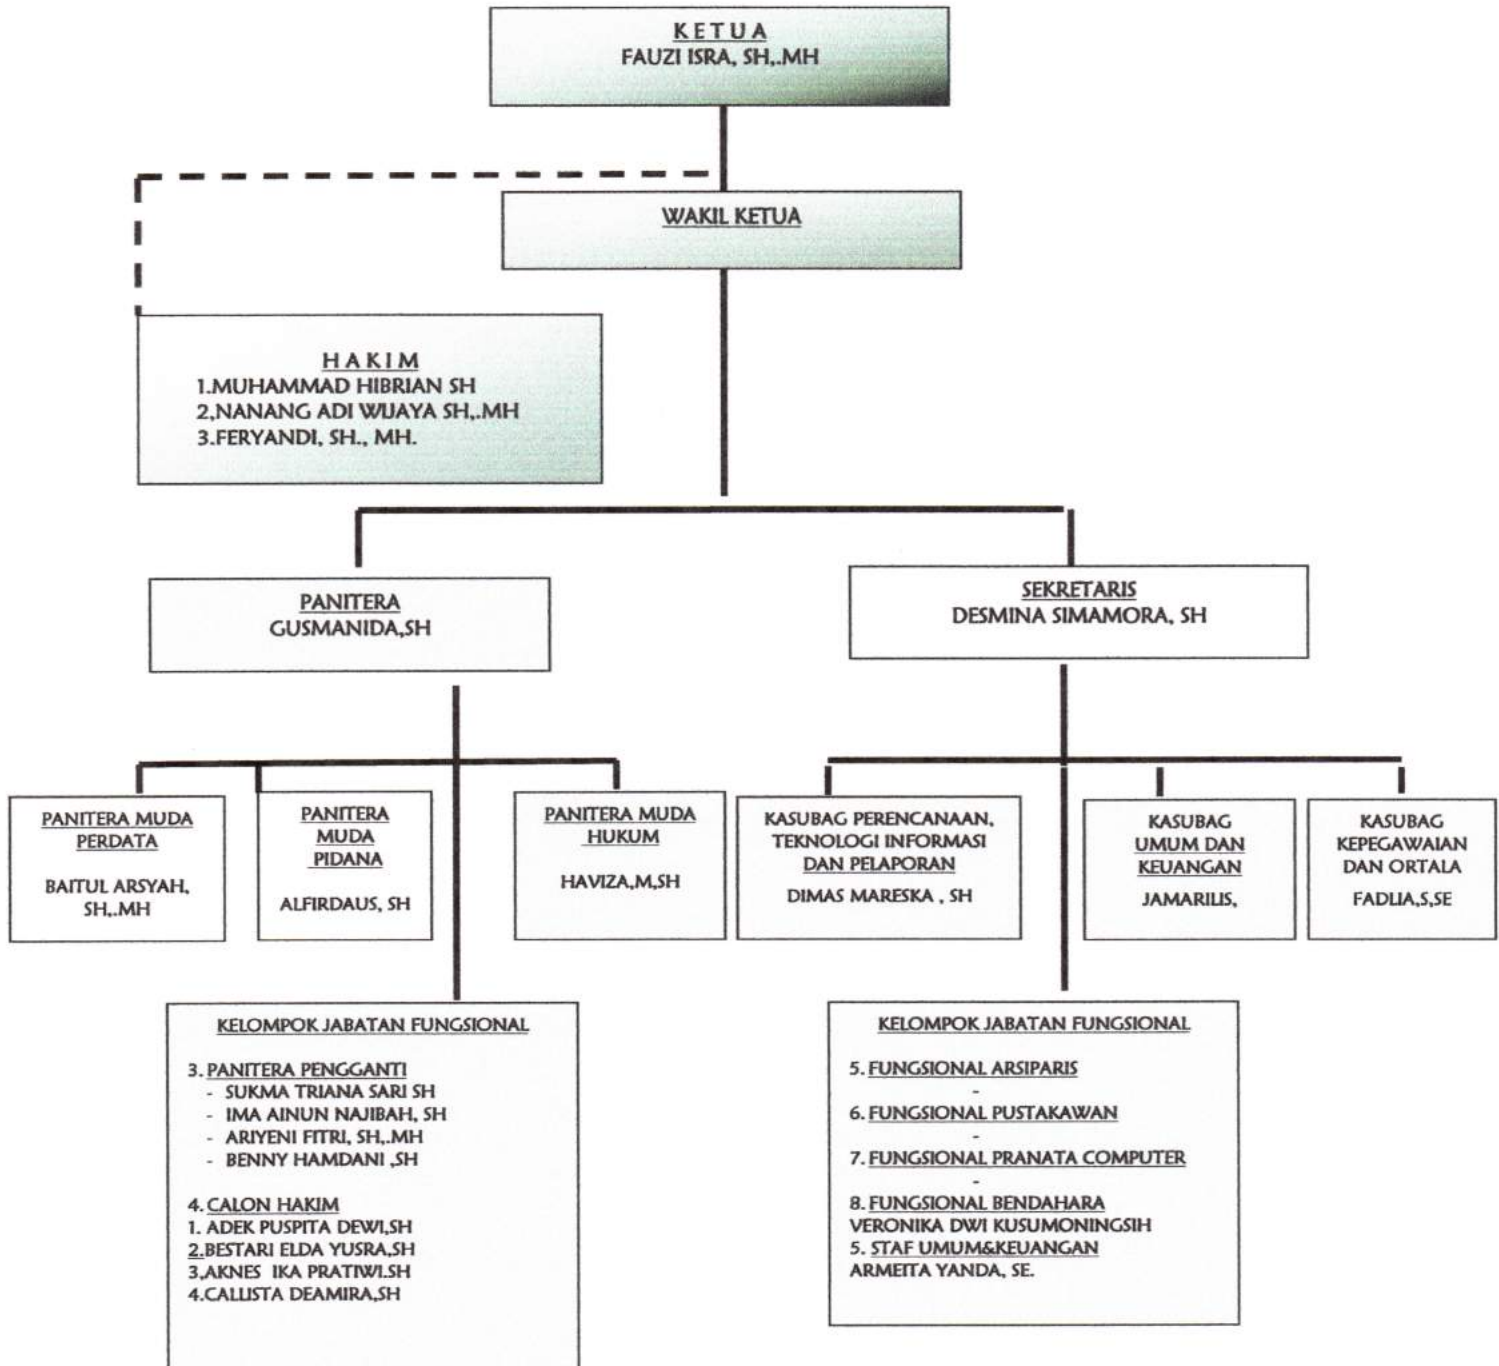 KETUA
FAUZI ISRA, SH,.MH
WAKIL KETUA
HAKIM
1.MUHAMMAD HIBRIAN SH
2,NANANG ADI WIJAYA SH,.MH
3.FERYANDI, SH., MH.
PANITERA
GUSMANIDA,SH
SEKRETARIS
DESMINA SIMAMORA, SH
PANITERA MUDA
PERDATA
BAITUL ARSYAH,
SH,.MH
PANITERA
MUDA
PIDANA
ALFIRDAUS, SH
PANITERA MUDA
HUKUM
HAVIZA,M,SH
KASUBAG PERENCANAAN,
TEKNOLOGI INFORMASI
DAN PELAPORAN
DIMAS MARESKA , SH
KASUBAG
UMUM DAN
KEUANGAN
JAMARILIS,
KASUBAG
KEPEGAWAIAN
DAN ORTALA
FADLIA,S,SE
KELOMPOK JABATAN FUNGSIONAL
3. PANITERA PENGGANTI
- SUKMA TRIANA SARI SH
- IMA AINUN NAJIBAH, SH
- ARIYENI FITRI, SH,.MH
- BENNY HAMDANI ,SH
4. CALON HAKIM
1. ADEK PUSPITA DEWI,SH
2.BESTARI ELDA YUSRA,SH
3,AKNES IKA PRATIWI.SH
4.CALLISTA DEAMIRA,SH
KELOMPOK JABATAN FUNGSIONAL
5. FUNGSIONAL ARSIPARIS
-
6. FUNGSIONAL PUSTAKAWAN
-
7. FUNGSIONAL PRANATA COMPUTER
-
8. FUNGSIONAL BENDAHARA
VERONIKA DWI KUSUMONINGSIH
5. STAF UMUM&KEUANGAN
ARMEITA YANDA, SE.